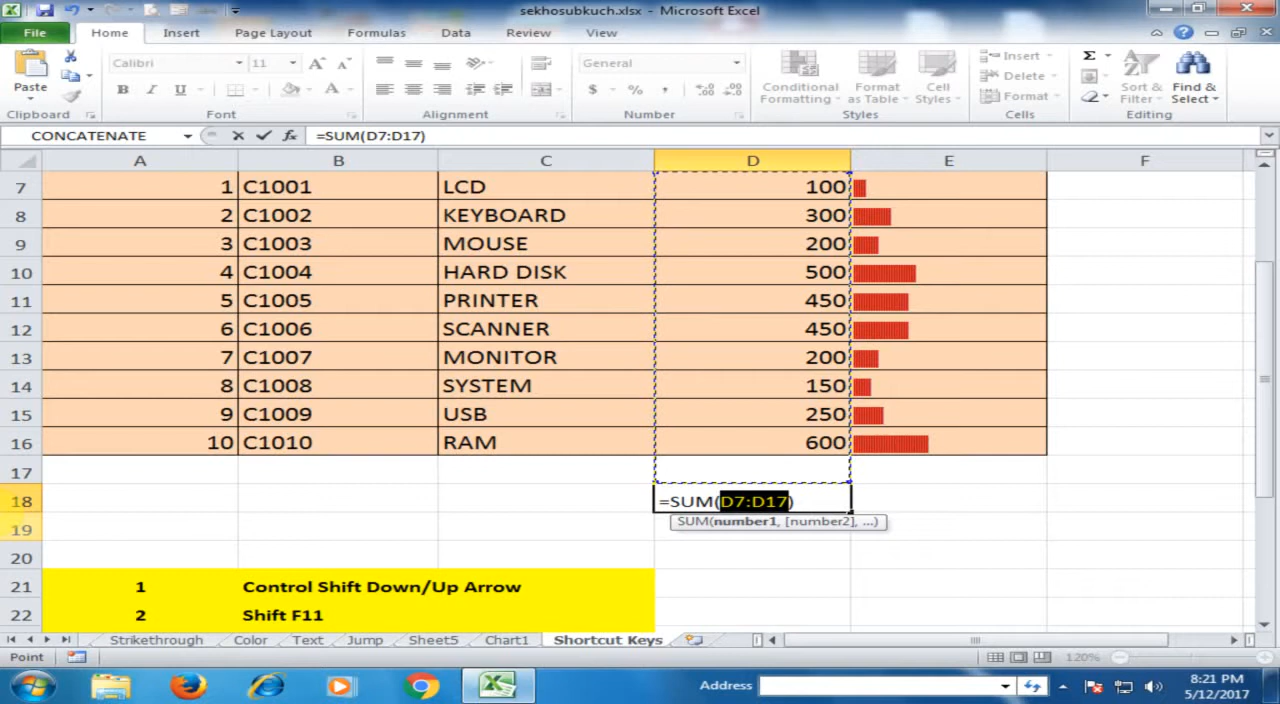 sekhosubkuch.xlsx - Microsoft Excel
File Home Insert Page Layout Formulas Data Review View
Calibri 11 General
Paste
Conditional Formatting Format as Table Cell Styles
Insert
Delete
Format
Sort & Filter Find & Select
Clipboard Font Alignment Number Styles Cells Editing
CONCATENATE =SUM(D7:D17)
A B C D E F
7 1 C1001 LCD 100
8 2 C1002 KEYBOARD 300
9 3 C1003 MOUSE 200
10 4 C1004 HARD DISK 500
11 5 C1005 PRINTER 450
12 6 C1006 SCANNER 450
13 7 C1007 MONITOR 200
14 8 C1008 SYSTEM 150
15 9 C1009 USB 250
16 10 C1010 RAM 600
17
18 =SUM(D7:D17)
SUM(number1, [number2], ...)
19
20
21 1 Control Shift Down/Up Arrow
22 2 Shift F11
Strikethrough Color Text Jump Sheet5 Chart1 Shortcut Keys
Point 120%
Address 8:21 PM
5/12/2017